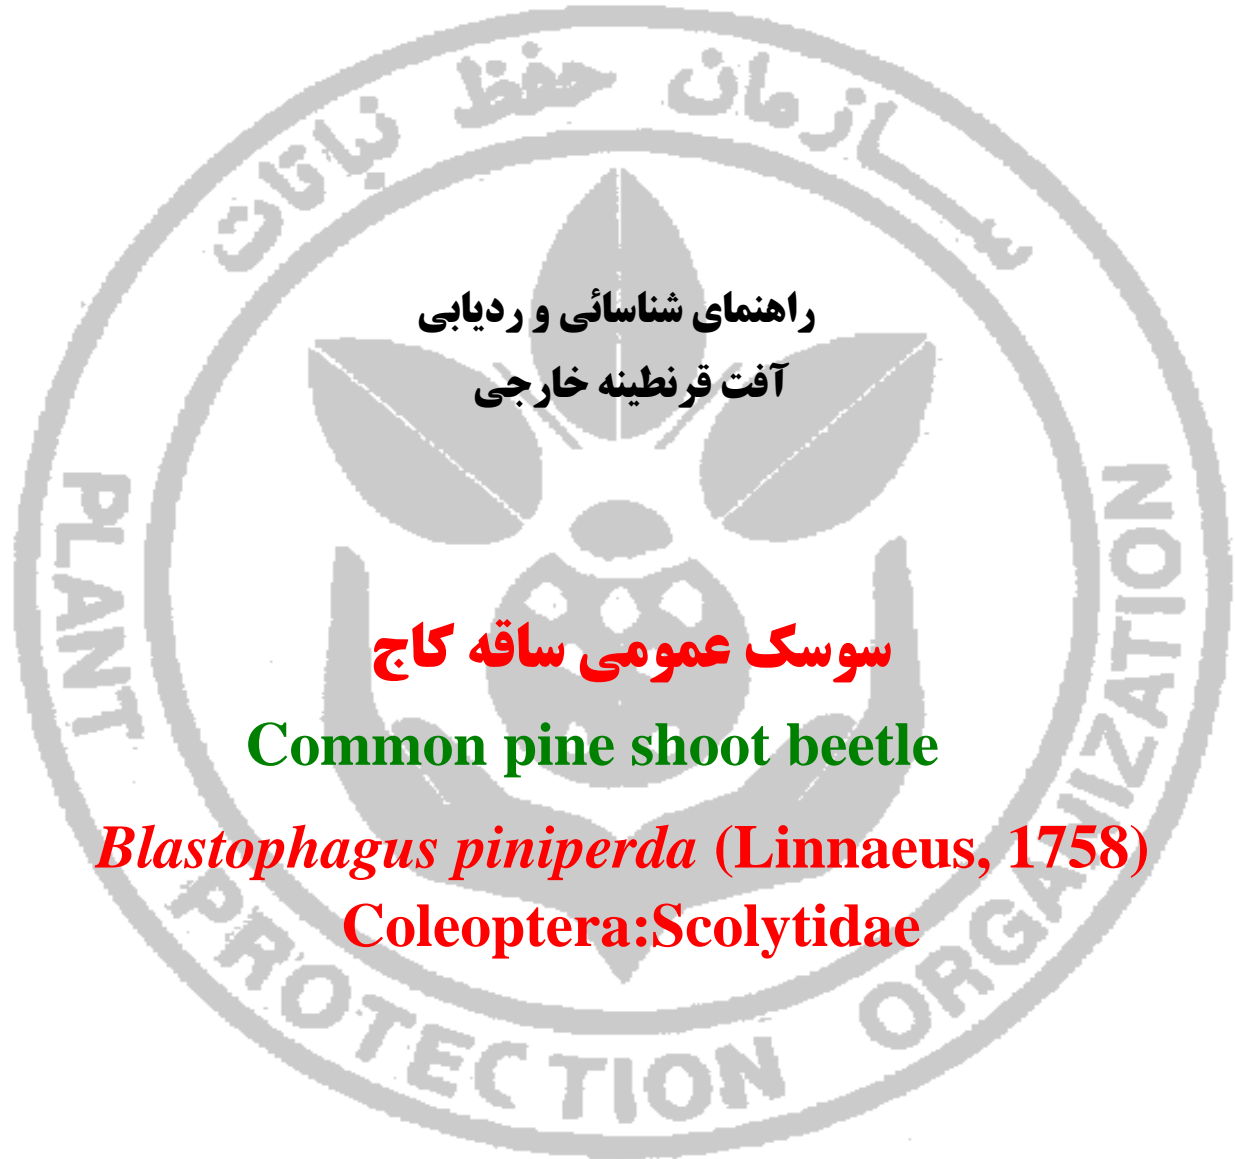 سازمان حفظ نباتات
راهنمای شناسائی و ردیابی
آفت قرنطینه خارجی
سوسک عمومی ساقه کاج
Common pine shoot beetle
Blastophagus piniperda (Linnaeus, 1758)
Coleoptera:Scolytidae
PLANT PROTECTION ORGANIZATION